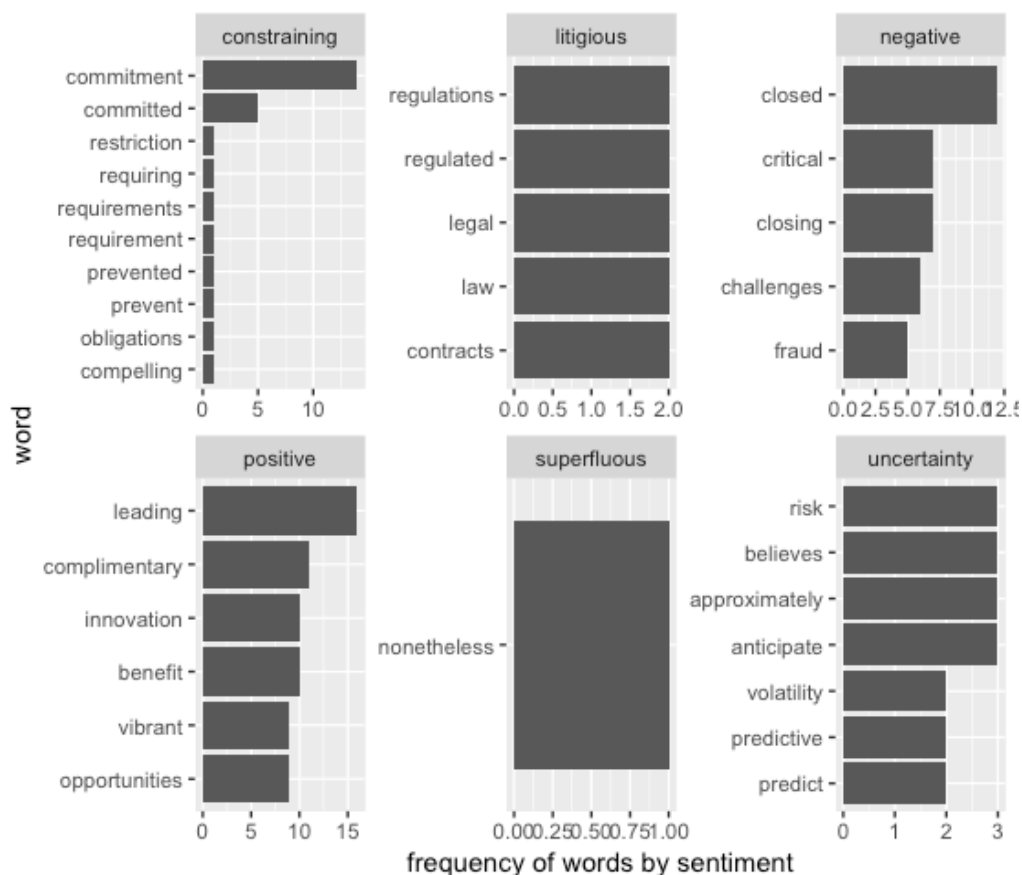 constraining
commitment
committed
restriction
requiring
requirements
requirement
prevented
prevent
obligations
compelling
0 5 10
litigious
regulations
regulated
legal
law
contracts
0.0 0.5 1.0 1.5 2.0
negative
closed
critical
closing
challenges
fraud
0.0 2.5 5.0 7.5 10.0 12.5
word
positive
leading
complimentary
innovation
benefit
vibrant
opportunities
0 5 10 15
superfluous
nonetheless
0.00 0.25 0.50 0.75 1.00
uncertainty
risk
believes
approximately
anticipate
volatility
predictive
predict
0 1 2 3
frequency of words by sentiment